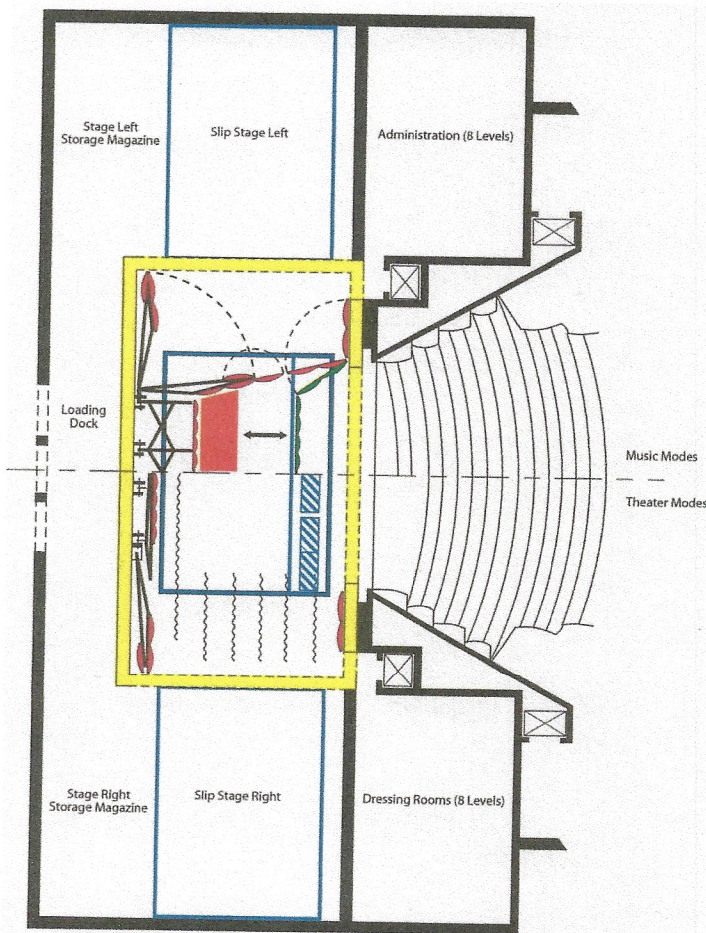 Stage Left
Storage Magazine
Slip Stage Left
Administration (8 Levels)
Loading
Dock
Music Modes
Theater Modes
Stage Right
Storage Magazine
Slip Stage Right
Dressing Rooms (8 Levels)